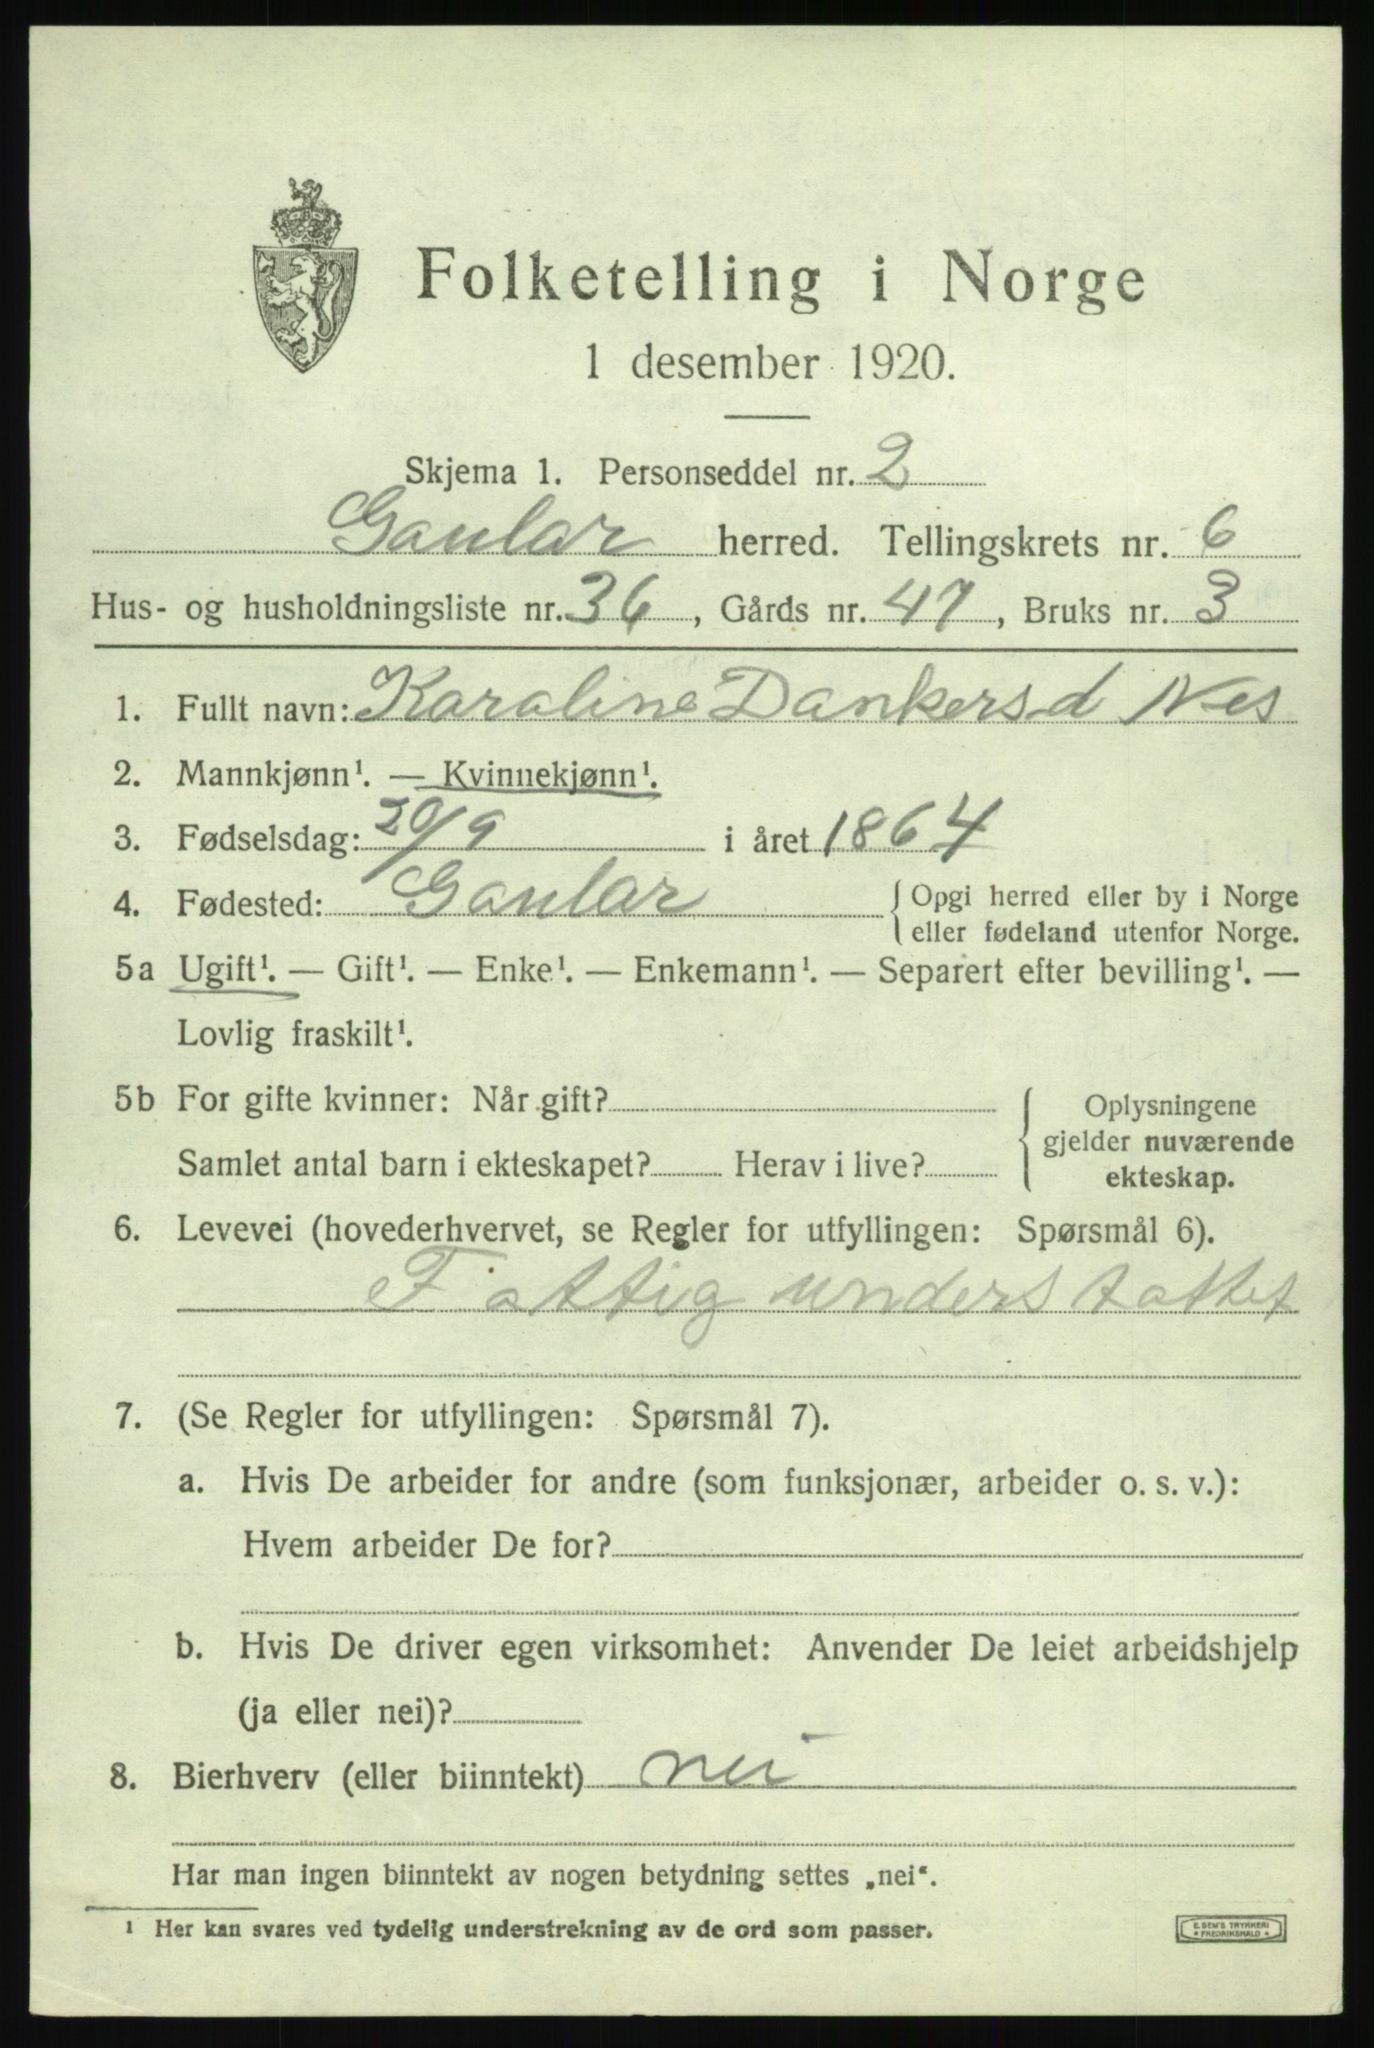 Folketelling i Norge
1 desember 1920.
Skjema 1. Personseddel nr. 2
Gaular herred. Tellingskrets nr. 6
Hus- og husholdningsliste nr. 36, Gårds nr. 47, Bruks nr. 3
1. Fullt navn: Karaline Dankersd Nes
2. Mannkjønn¹. — Kvinnekjønn¹.
3. Fødselsdag: 20/9 i året 1864
4. Fødested: Gaular { Opgi herred eller by i Norge
eller fødeland utenfor Norge.
5a Ugift¹. — Gift¹. — Enke¹. — Enkemann¹. — Separert efter bevilling¹. —
Lovlig fraskilt¹.
5b For gifte kvinner: Når gift?
Samlet antal barn i ekteskapet? Herav i live?
Oplysningene
gjelder nuværende
ekteskap.
6. Levevei (hovederhvervet, se Regler for utfyllingen: Spørsmål 6).
Fattig understøttet
7. (Se Regler for utfyllingen: Spørsmål 7).
a. Hvis De arbeider for andre (som funksjonær, arbeider o. s. v.):
Hvem arbeider De for?
b. Hvis De driver egen virksomhet: Anvender De leiet arbeidshjelp
(ja eller nei)?
8. Bierhverv (eller biinntekt) nei
Har man ingen biinntekt av nogen betydning settes „nei“.
¹ Her kan svares ved tydelig understrekning av de ord som passer.
E. SEM'S TRYKKERI
* FREDRIKSHALD *